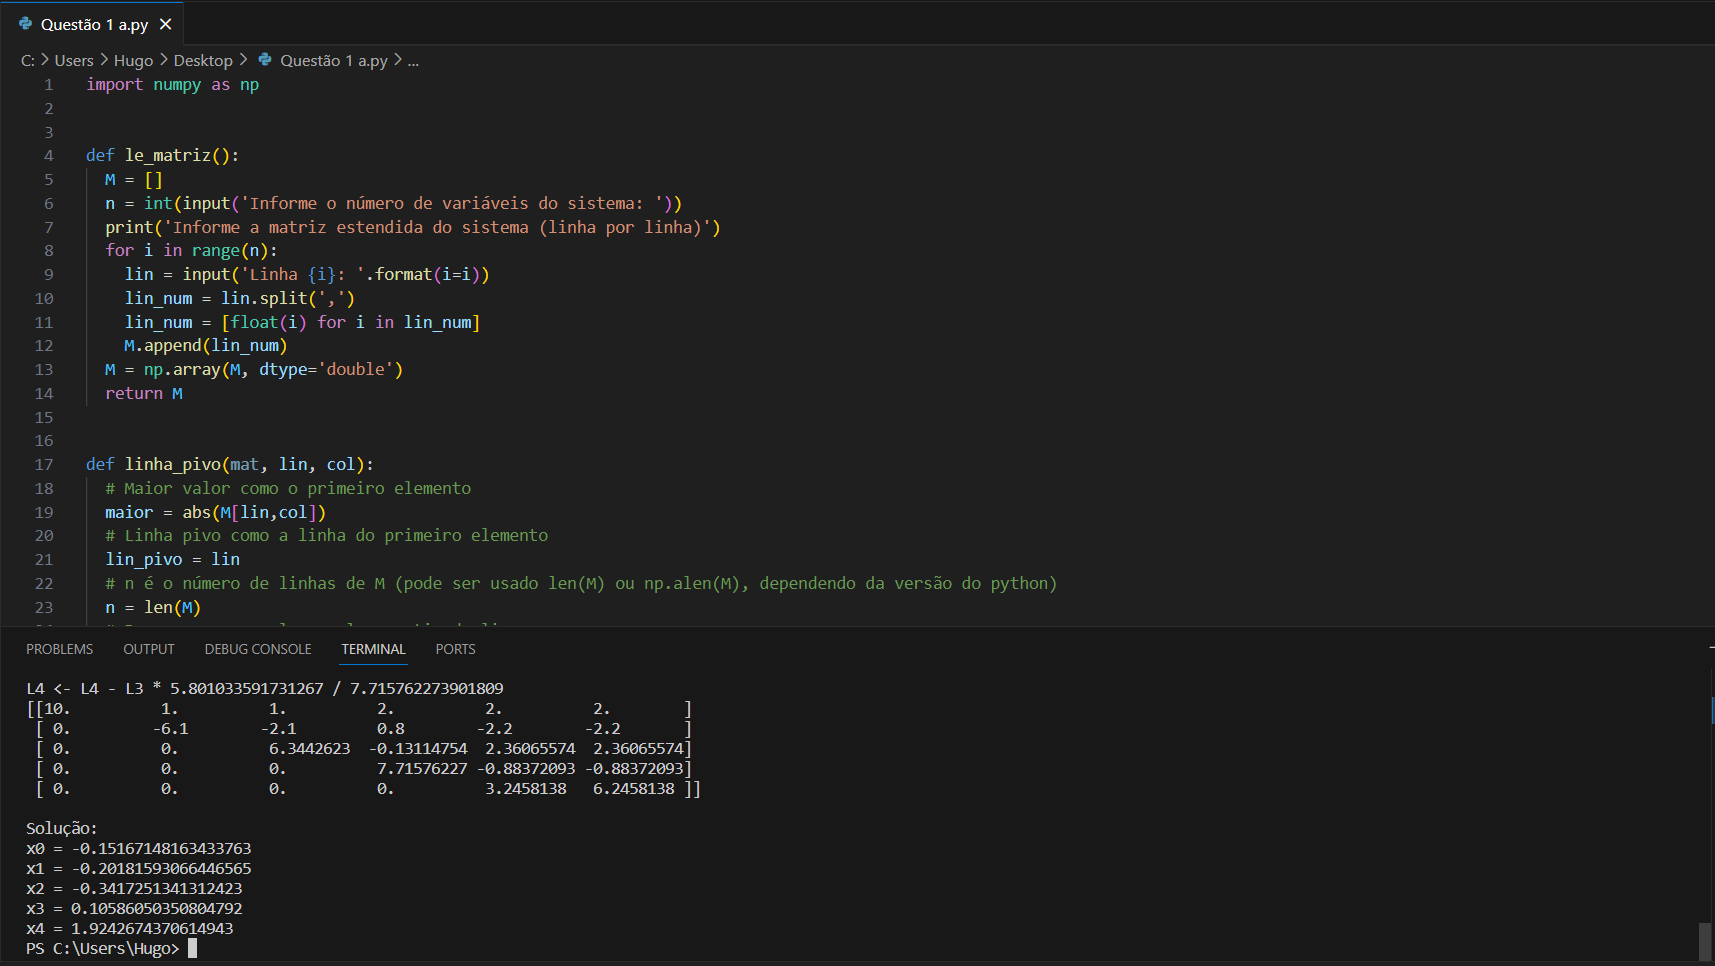 Questão 1 a.py
C: > Users > Hugo > Desktop > Questão 1 a.py > ...
1 import numpy as np
2
3
4 def le_matriz():
5 M = []
6 n = int(input('Informe o número de variáveis do sistema: '))
7 print('Informe a matriz estendida do sistema (linha por linha)')
8 for i in range(n):
9 lin = input('Linha {i}: '.format(i=i))
10 lin_num = lin.split(',')
11 lin_num = [float(i) for i in lin_num]
12 M.append(lin_num)
13 M = np.array(M, dtype='double')
14 return M
15
16
17 def linha_pivo(mat, lin, col):
18 # Maior valor como o primeiro elemento
19 maior = abs(M[lin,col])
20 # Linha pivo como a linha do primeiro elemento
21 lin_pivo = lin
22 # n é o número de linhas de M (pode ser usado len(M) ou np.alen(M), dependendo da versão do python)
23 n = len(M)
PROBLEMS OUTPUT DEBUG CONSOLE TERMINAL PORTS
L4 <- L4 - L3 * 5.801033591731267 / 7.715762273901809
[[10. 1. 1. 2. 2. 2. ]
[ 0. -6.1 -2.1 0.8 -2.2 -2.2 ]
[ 0. 0. 6.3442623 -0.13114754 2.36065574 2.36065574]
[ 0. 0. 0. 7.71576227 -0.88372093 -0.88372093]
[ 0. 0. 0. 0. 3.2458138 6.2458138 ]]
Solução:
x0 = -0.15167148163433763
x1 = -0.20181593066446565
x2 = -0.3417251341312423
x3 = 0.10586050350804792
x4 = 1.9242674370614943
PS C:\Users\Hugo>